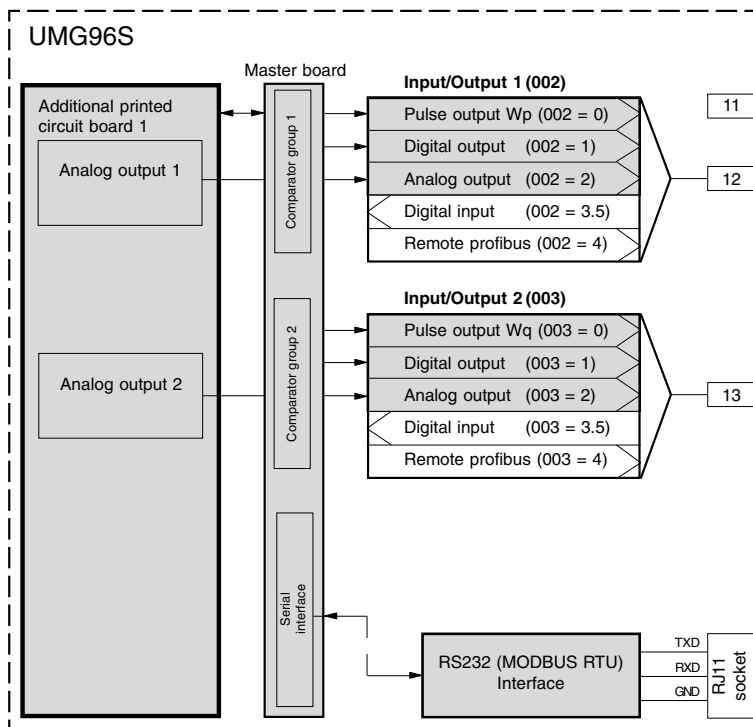 UMG96S
Additional printed
circuit board 1
Analog output 1
Analog output 2
Master board
Comparator group 1
Comparator group 2
Serial
interface
Input/Output 1 (002)
Pulse output Wp (002 = 0)
Digital output (002 = 1)
Analog output (002 = 2)
Digital input (002 = 3.5)
Remote profibus (002 = 4)
11
12
Input/Output 2 (003)
Pulse output Wq (003 = 0)
Digital output (003 = 1)
Analog output (003 = 2)
Digital input (003 = 3.5)
Remote profibus (003 = 4)
13
RS232 (MODBUS RTU)
Interface
TXD
RXD
GND
RJ11
socket